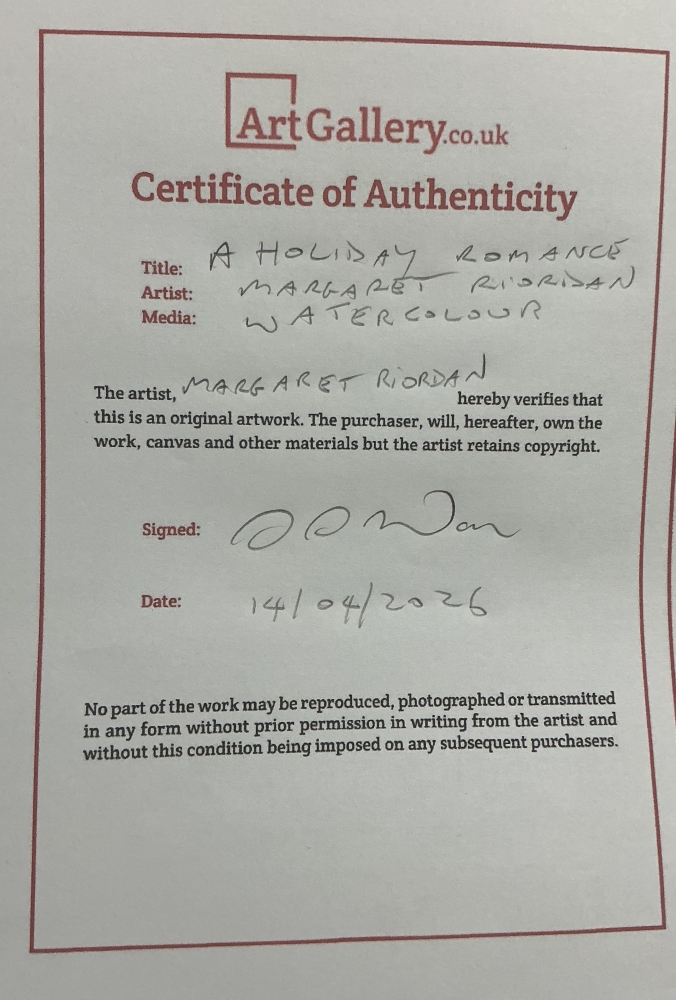 ArtGallery.co.uk
Certificate of Authenticity
Title: A HOLIDAY ROMANCE
Artist: MARGARET RIORDAN
Media: WATERCOLOUR
The artist, MARGARET RIORDAN hereby verifies that
this is an original artwork. The purchaser, will, hereafter, own the
work, canvas and other materials but the artist retains copyright.
Signed:
Date: 14/04/2026
No part of the work may be reproduced, photographed or transmitted
in any form without prior permission in writing from the artist and
without this condition being imposed on any subsequent purchasers.